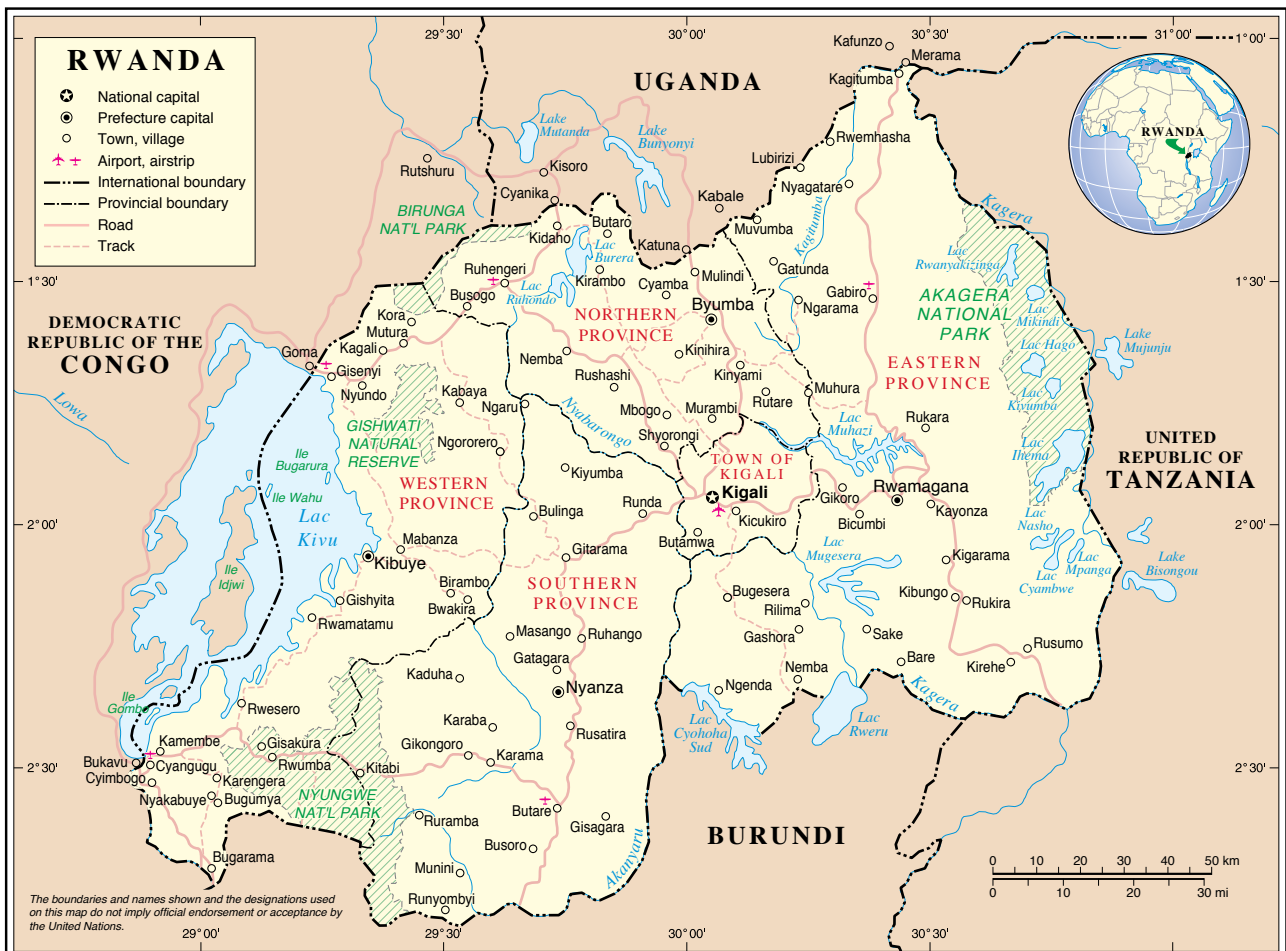 29°30'
30°00'
30°30'
31°00'
1°00'
RWANDA
National capital
Prefecture capital
Town, village
Airport, airstrip
International boundary
Provincial boundary
Road
Track
UGANDA
Kafunzo
Merama
Kagitumba
RWANDA
Lake
Mutanda
Lake
Bunyonyi
Rutshuru
Kisoro
Cyanika
Rwemhasha
Lubirizi
Nyagatare
Kabale
Kagera
BIRUNGA
NAT'L PARK
Butaro
Kidaho
Lac
Burera
Katuna
Muvumba
Kagitumba
Ruhengeri
Kirambo
Mulindi
Cyamba
Gatunda
Lac
Rwanyakizinga
1°30'
1°30'
Busogo
Lac
Ruhondo
Byumba
Ngarama
Gabiro
AKAGERA
NATIONAL
PARK
Lac
Mikindi
NORTHERN
PROVINCE
DEMOCRATIC
REPUBLIC OF THE
CONGO
Kora
Mutura
Kagali
Goma
Gisenyi
Nyundo
Nemba
Kinihira
Kinyami
Rushashi
EASTERN
PROVINCE
Lac Hago
Lake
Mujunju
Lac
Kivumba
Lowa
Kabaya
Ngaru
Nyabarongo
Mbogo
Murambi
Rutare
Muhura
Lac
Muhazi
Rukara
GISHWATI
NATURAL
RESERVE
Ngororero
Shyorongi
Lac
Ihema
UNITED
REPUBLIC OF
TANZANIA
Ile
Bugarura
Ile Wahu
Lac
Kivu
WESTERN
PROVINCE
Kiyumba
TOWN OF
KIGALI
Kigali
Gikoro
Rwamagana
Runda
Bulinga
Kicukiro
Bicumbi
Kayonza
Lac
Nasho
2°00'
2°00'
Mabanza
Kibuye
Gitarama
Butamwa
Lac
Mugesera
Kigarama
Lac
Mpanga
Lac
Cyambwe
Lake
Bisongou
Ile
Idjwi
Birambo
Bwakira
SOUTHERN
PROVINCE
Gishyita
Rwamatamu
Bugesera
Rilima
Kibungo
Rukira
Masango
Ruhango
Gashora
Sake
Rusumo
Gatagara
Kaduha
Nyanza
Nemba
Bare
Kirehe
Ngenda
Kagera
Ile
Gombo
Rwesero
Karaba
Rusatira
Lac
Cyohoha
Sud
Lac
Rweru
Kamembe
Gisakura
Gikongoro
Karama
2°30'
2°30'
Bukavu
Cyangugu
Rwumba
Kitabi
Cyimbogo
Karengera
Nyakabuye
Bugumya
NYUNGWE
NAT'L PARK
Butare
Ruramba
Gisagara
BURUNDI
Busoro
Akanyaru
Bugarama
Munini
Runyombyi
0 10 20 30 40 50 km
0 10 20 30 mi
The boundaries and names shown and the designations used
on this map do not imply official endorsement or acceptance by
the United Nations.
29°00'
29°30'
30°00'
30°30'